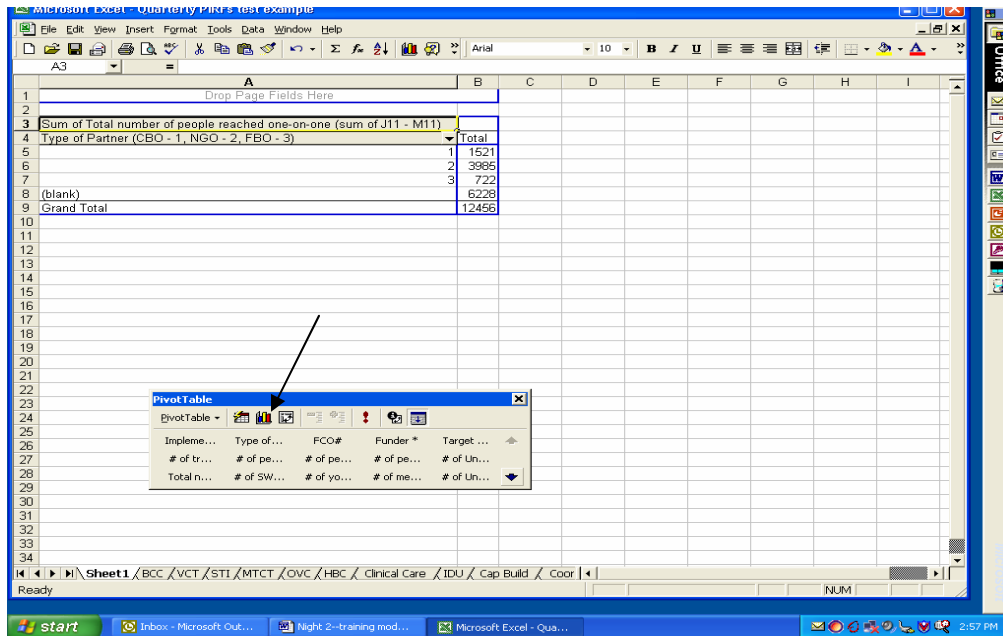 Microsoft Excel - Quarterly PIRFs test example
File Edit View Insert Format Tools Data Window Help
Arial 10 B I U
A3 =
A B C D E F G H I
1 Drop Page Fields Here
2
3 Sum of Total number of people reached one-on-one (sum of J11 - M11)
4 Type of Partner (CBO - 1, NGO - 2, FBO - 3) Total
5 1 1521
6 2 3985
7 3 722
8 (blank) 6228
9 Grand Total 12456
10
11
12
13
14
15
16
17
18
19
20
21
22
23
24
25
26
27
28
29
30
31
32
33
34
PivotTable
PivotTable
Impleme... Type of... FCO# Funder * Target ...
# of tr... # of pe... # of pe... # of pe... # of Un...
Total n... # of SW... # of yo... # of me... # of Un...
Sheet1 BCC VCT STI MTCT OVC HBC Clinical Care IDU Cap Build Coor
Ready NUM
start Inbox - Microsoft Out... Night 2--training mod... Microsoft Excel - Qua... 2:57 PM
Office